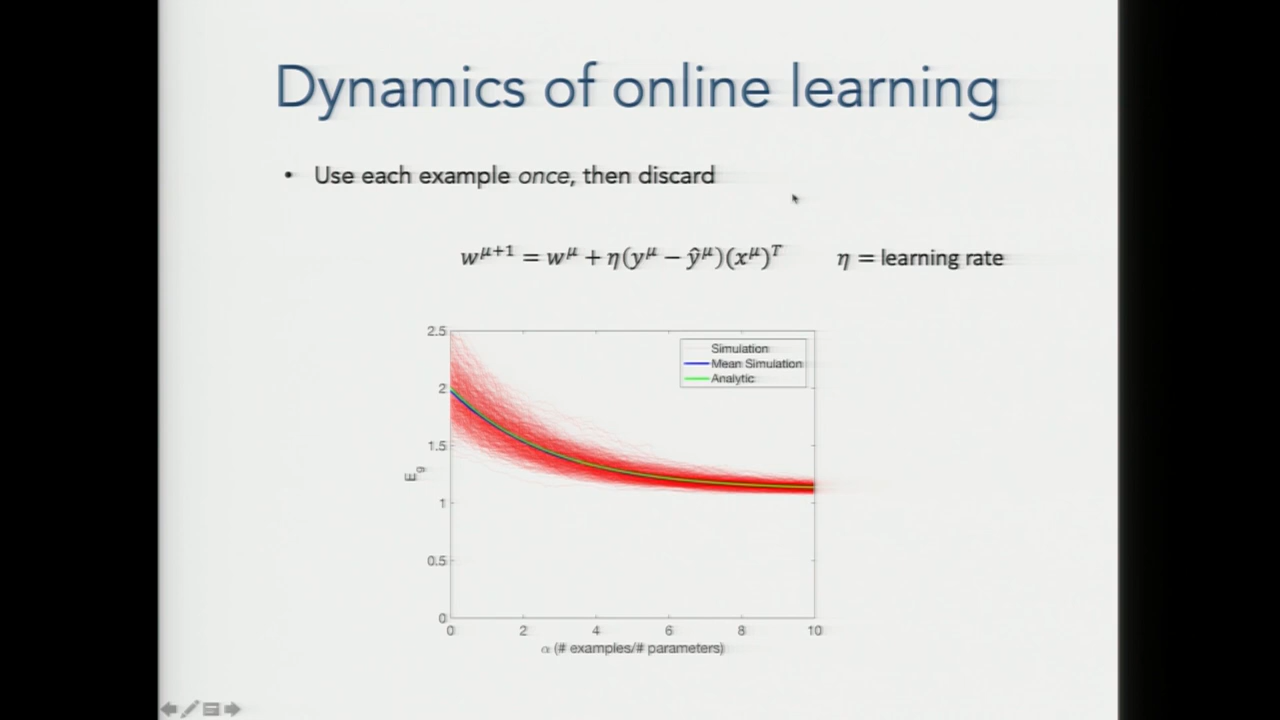 Dynamics of online learning
• Use each example once, then discard
w^{μ+1} = w^μ + η(y^μ − ŷ^μ)(x^μ)^T
η = learning rate
2.5
2
1.5
1
0.5
0
E_g
Simulation
Mean Simulation
Analytic
0 2 4 6 8 10
α (# examples/# parameters)